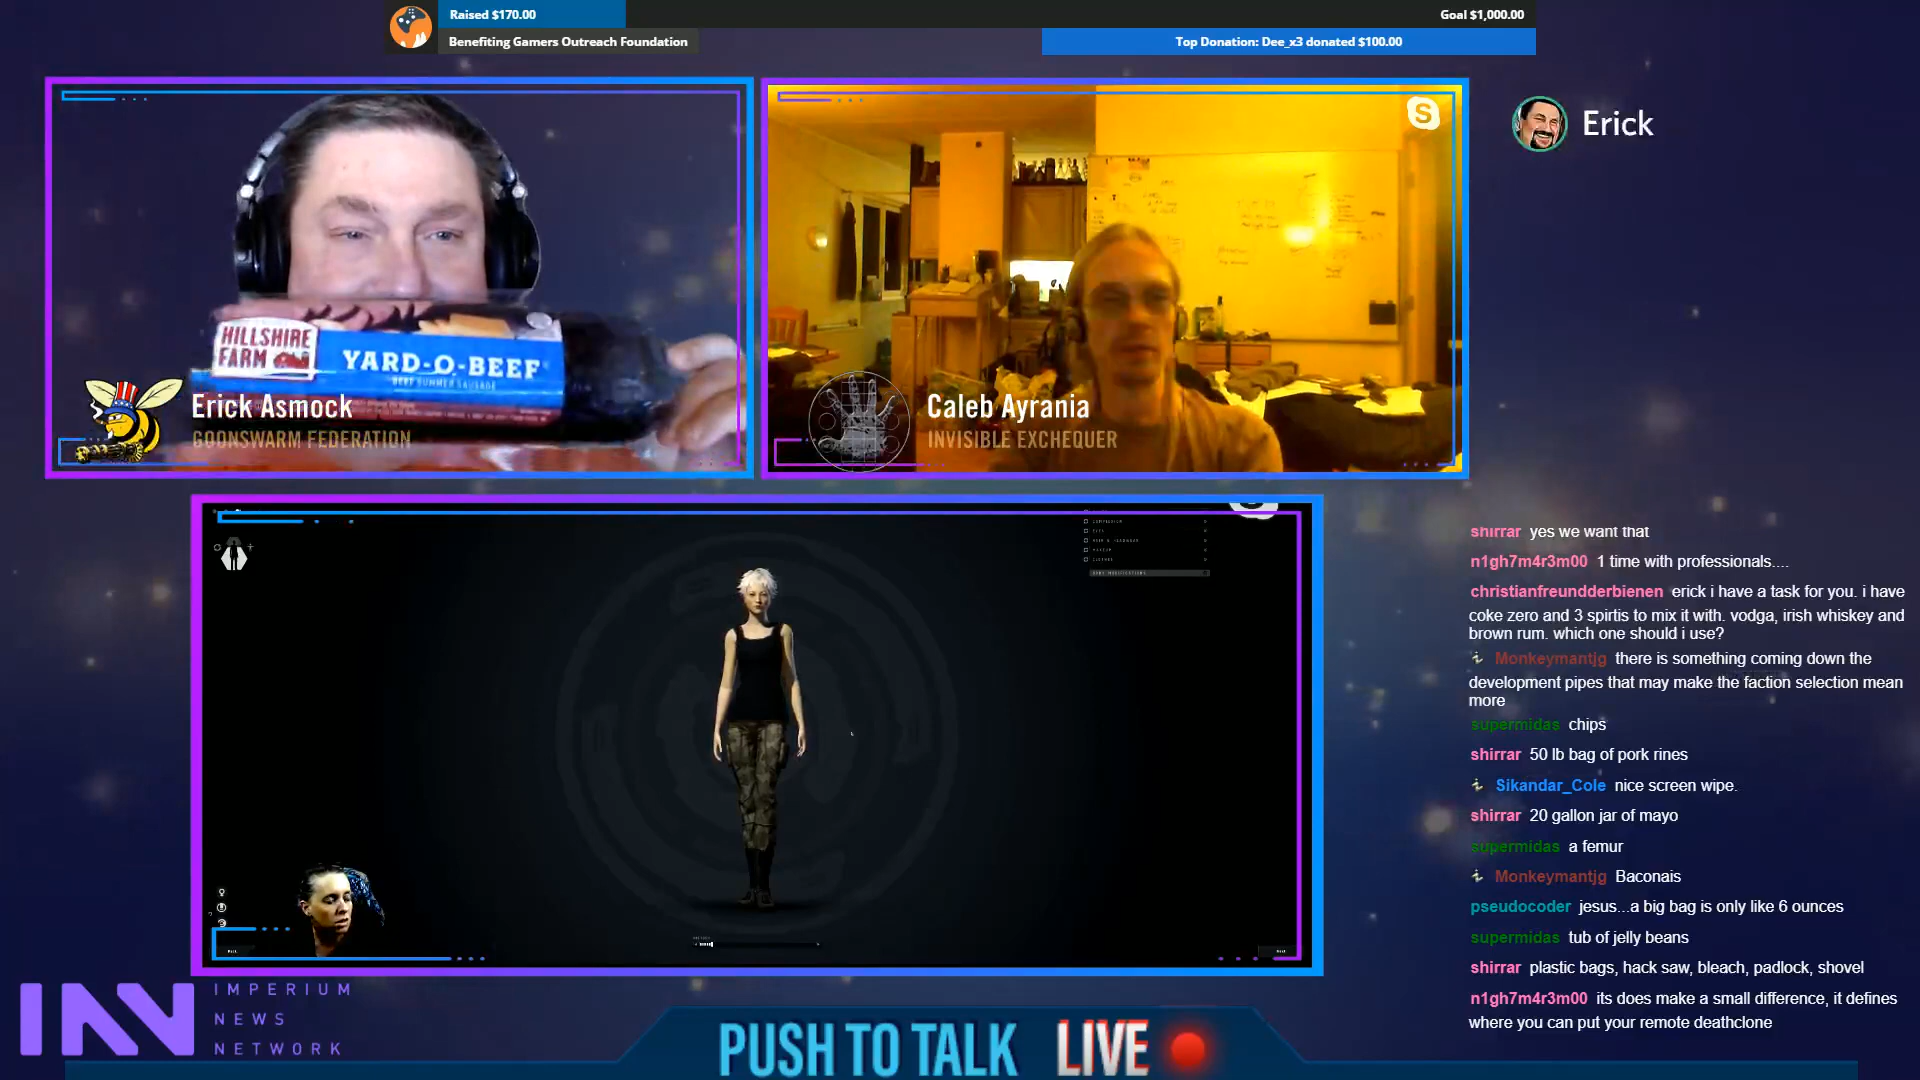 Raised $170.00
Goal $1,000.00
Benefiting Gamers Outreach Foundation
Top Donation: Dee_x3 donated $100.00
Erick
HILLSHIRE
FARM
YARD-O-BEEF
BEEF SUMMER SAUSAGE
Erick Asmock
GOONSWARM FEDERATION
S
Caleb Ayrania
INVISIBLE EXCHEQUER
shirrar yes we want that
n1gh7m4r3m00 1 time with professionals....
christianfreundderbienen erick i have a task for you. i have
coke zero and 3 spirtis to mix it with. vodga, irish whiskey and
brown rum. which one should i use?
Monkeymantjg there is something coming down the
development pipes that may make the faction selection mean
more
supermidas chips
shirrar 50 lb bag of pork rines
Sikandar_Cole nice screen wipe.
shirrar 20 gallon jar of mayo
supermidas a femur
Monkeymantjg Baconais
pseudocoder jesus...a big bag is only like 6 ounces
supermidas tub of jelly beans
shirrar plastic bags, hack saw, bleach, padlock, shovel
n1gh7m4r3m00 its does make a small difference, it defines
where you can put your remote deathclone
INN
IMPERIUM
NEWS
NETWORK
PUSH TO TALK LIVE